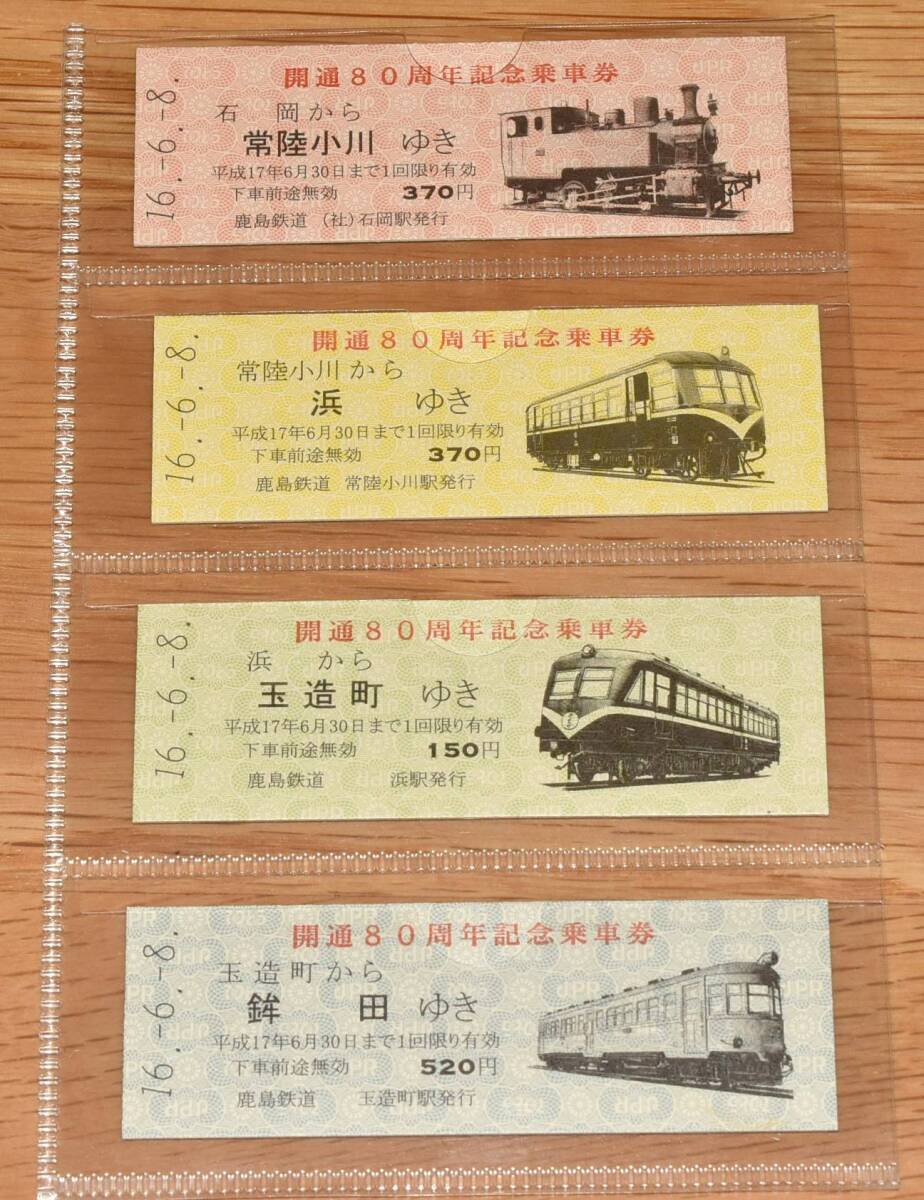 開通80周年記念乗車券
16.-6.-8.
石岡から
常陸小川 ゆき
平成17年6月30日まで1回限り有効
下車前途無効 370円
鹿島鉄道 (社)石岡駅発行
開通80周年記念乗車券
16.-6.-8.
常陸小川から
浜 ゆき
平成17年6月30日まで1回限り有効
下車前途無効 370円
鹿島鉄道 常陸小川駅発行
開通80周年記念乗車券
16.-6.-8.
浜 から
玉造町 ゆき
平成17年6月30日まで1回限り有効
下車前途無効 150円
鹿島鉄道 浜駅発行
開通80周年記念乗車券
16.-6.-8.
玉造町から
鉾田 ゆき
平成17年6月30日まで1回限り有効
下車前途無効 520円
鹿島鉄道 玉造町駅発行